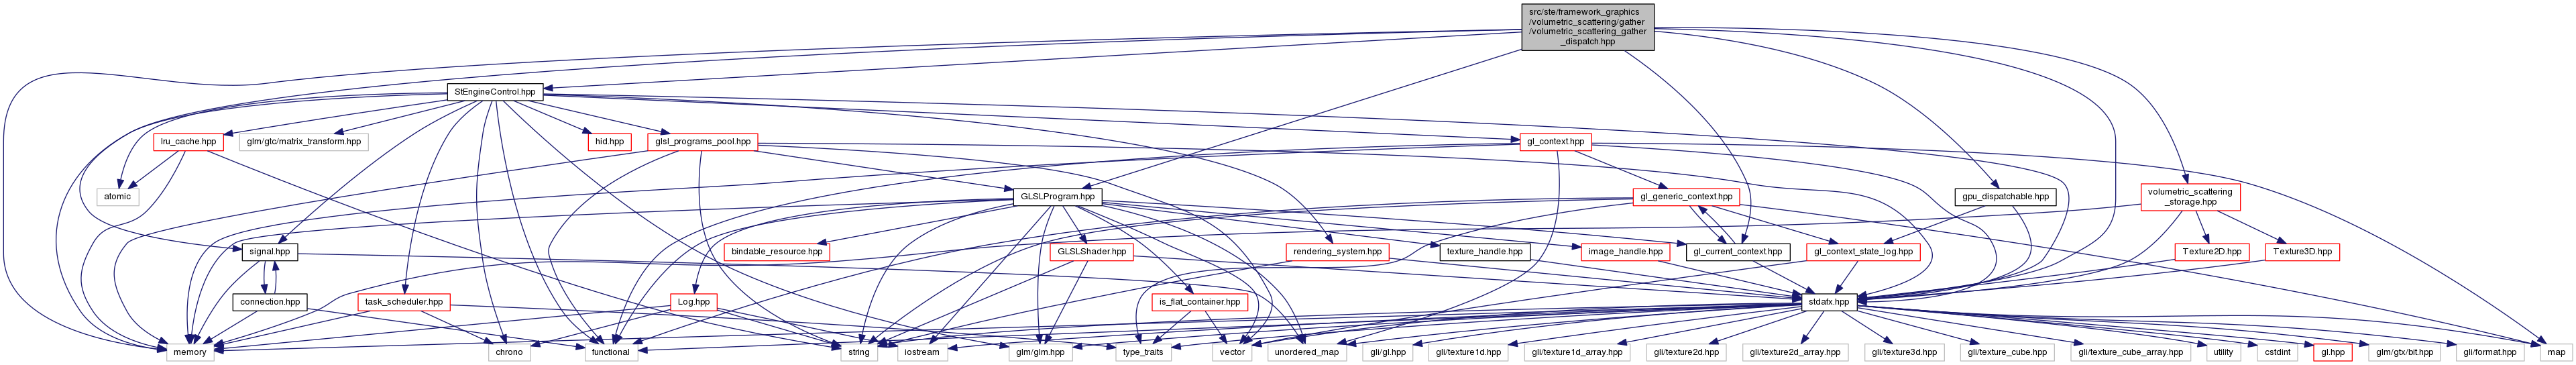 src/ste/framework_graphics
/volumetric_scattering/gather
/volumetric_scattering_gather
_dispatch.hpp
StEngineControl.hpp
lru_cache.hpp
glm/gtc/matrix_transform.hpp
hid.hpp
glsl_programs_pool.hpp
gl_context.hpp
atomic
GLSLProgram.hpp
gl_generic_context.hpp
gpu_dispatchable.hpp
volumetric_scattering
_storage.hpp
signal.hpp
bindable_resource.hpp
GLSLShader.hpp
rendering_system.hpp
texture_handle.hpp
image_handle.hpp
gl_current_context.hpp
gl_context_state_log.hpp
Texture2D.hpp
Texture3D.hpp
connection.hpp
task_scheduler.hpp
Log.hpp
is_flat_container.hpp
stdafx.hpp
memory
chrono
functional
string
iostream
glm/glm.hpp
type_traits
vector
unordered_map
gli/gl.hpp
gli/texture1d.hpp
gli/texture1d_array.hpp
gli/texture2d.hpp
gli/texture2d_array.hpp
gli/texture3d.hpp
gli/texture_cube.hpp
gli/texture_cube_array.hpp
utility
cstdint
gl.hpp
glm/gtx/bit.hpp
gli/format.hpp
map